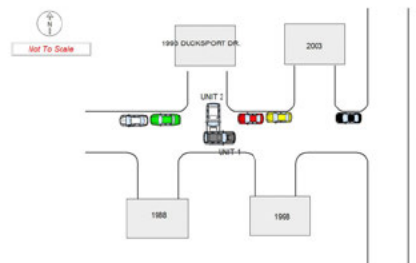 N
Not To Scale
1993 DUCKSPORT DR.
2003
UNIT 2
UNIT 1
1988
1998